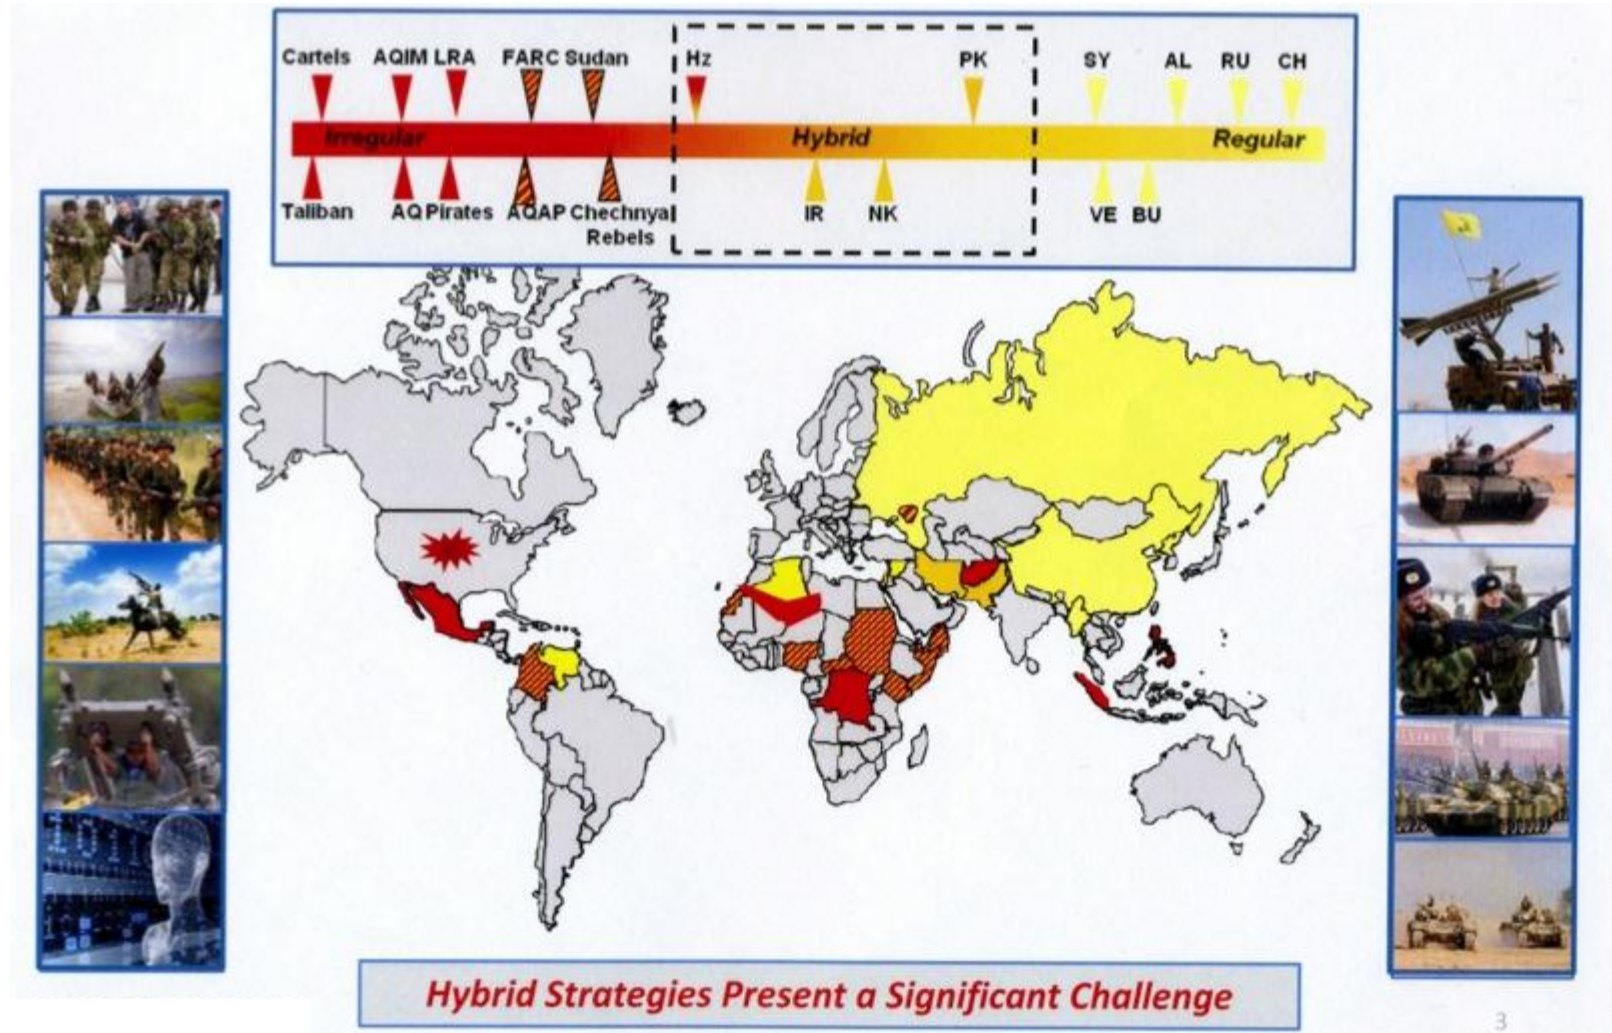 Cartels AQIM LRA FARC Sudan Hz PK SY AL RU CH
Irregular Hybrid Regular
Taliban AQ Pirates AQAP Chechnya IR NK VE BU
Rebels
Hybrid Strategies Present a Significant Challenge
3